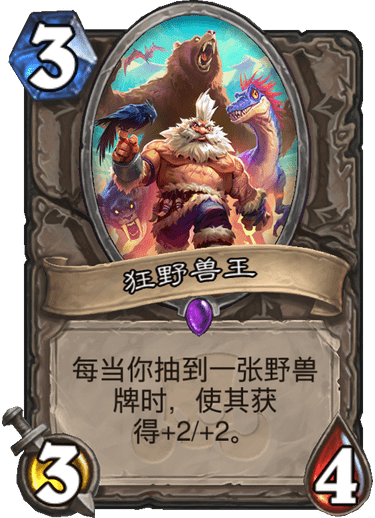 3
狂野兽王
每当你抽到一张野兽
牌时，使其获
得+2/+2。
3
4